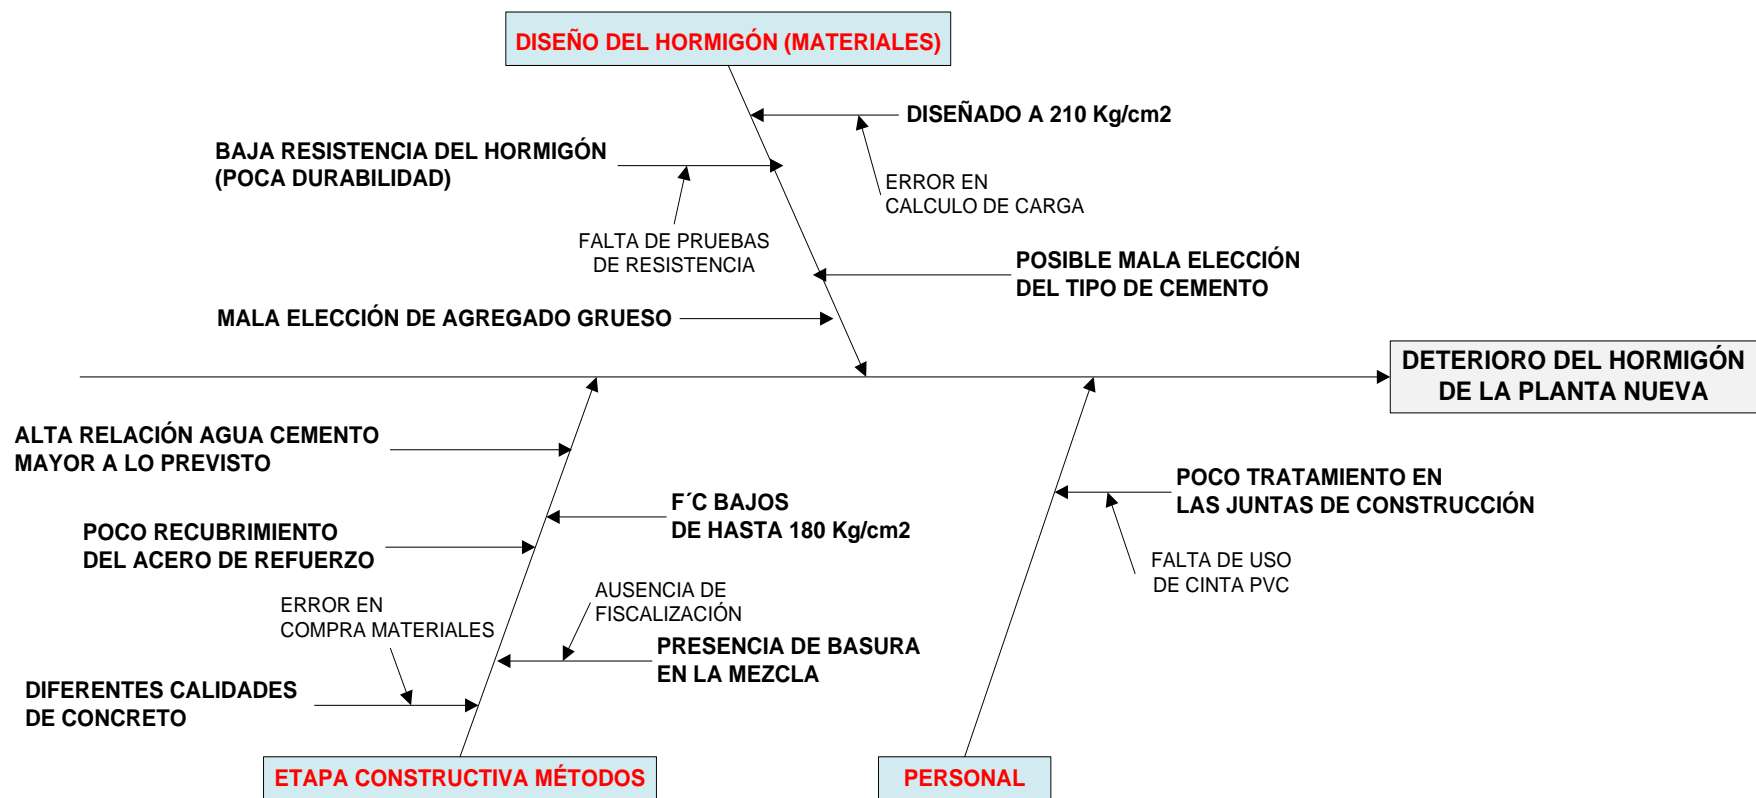 DISEÑO DEL HORMIGÓN (MATERIALES)
DISEÑADO A 210 Kg/cm2
BAJA RESISTENCIA DEL HORMIGÓN
(POCA DURABILIDAD)
ERROR EN
CALCULO DE CARGA
FALTA DE PRUEBAS
DE RESISTENCIA
POSIBLE MALA ELECCIÓN
DEL TIPO DE CEMENTO
MALA ELECCIÓN DE AGREGADO GRUESO
DETERIORO DEL HORMIGÓN
DE LA PLANTA NUEVA
ALTA RELACIÓN AGUA CEMENTO
MAYOR A LO PREVISTO
F´C BAJOS
DE HASTA 180 Kg/cm2
POCO RECUBRIMIENTO
DEL ACERO DE REFUERZO
POCO TRATAMIENTO EN
LAS JUNTAS DE CONSTRUCCIÓN
FALTA DE USO
DE CINTA PVC
ERROR EN
COMPRA MATERIALES
AUSENCIA DE
FISCALIZACIÓN
PRESENCIA DE BASURA
EN LA MEZCLA
DIFERENTES CALIDADES
DE CONCRETO
ETAPA CONSTRUCTIVA MÉTODOS
PERSONAL